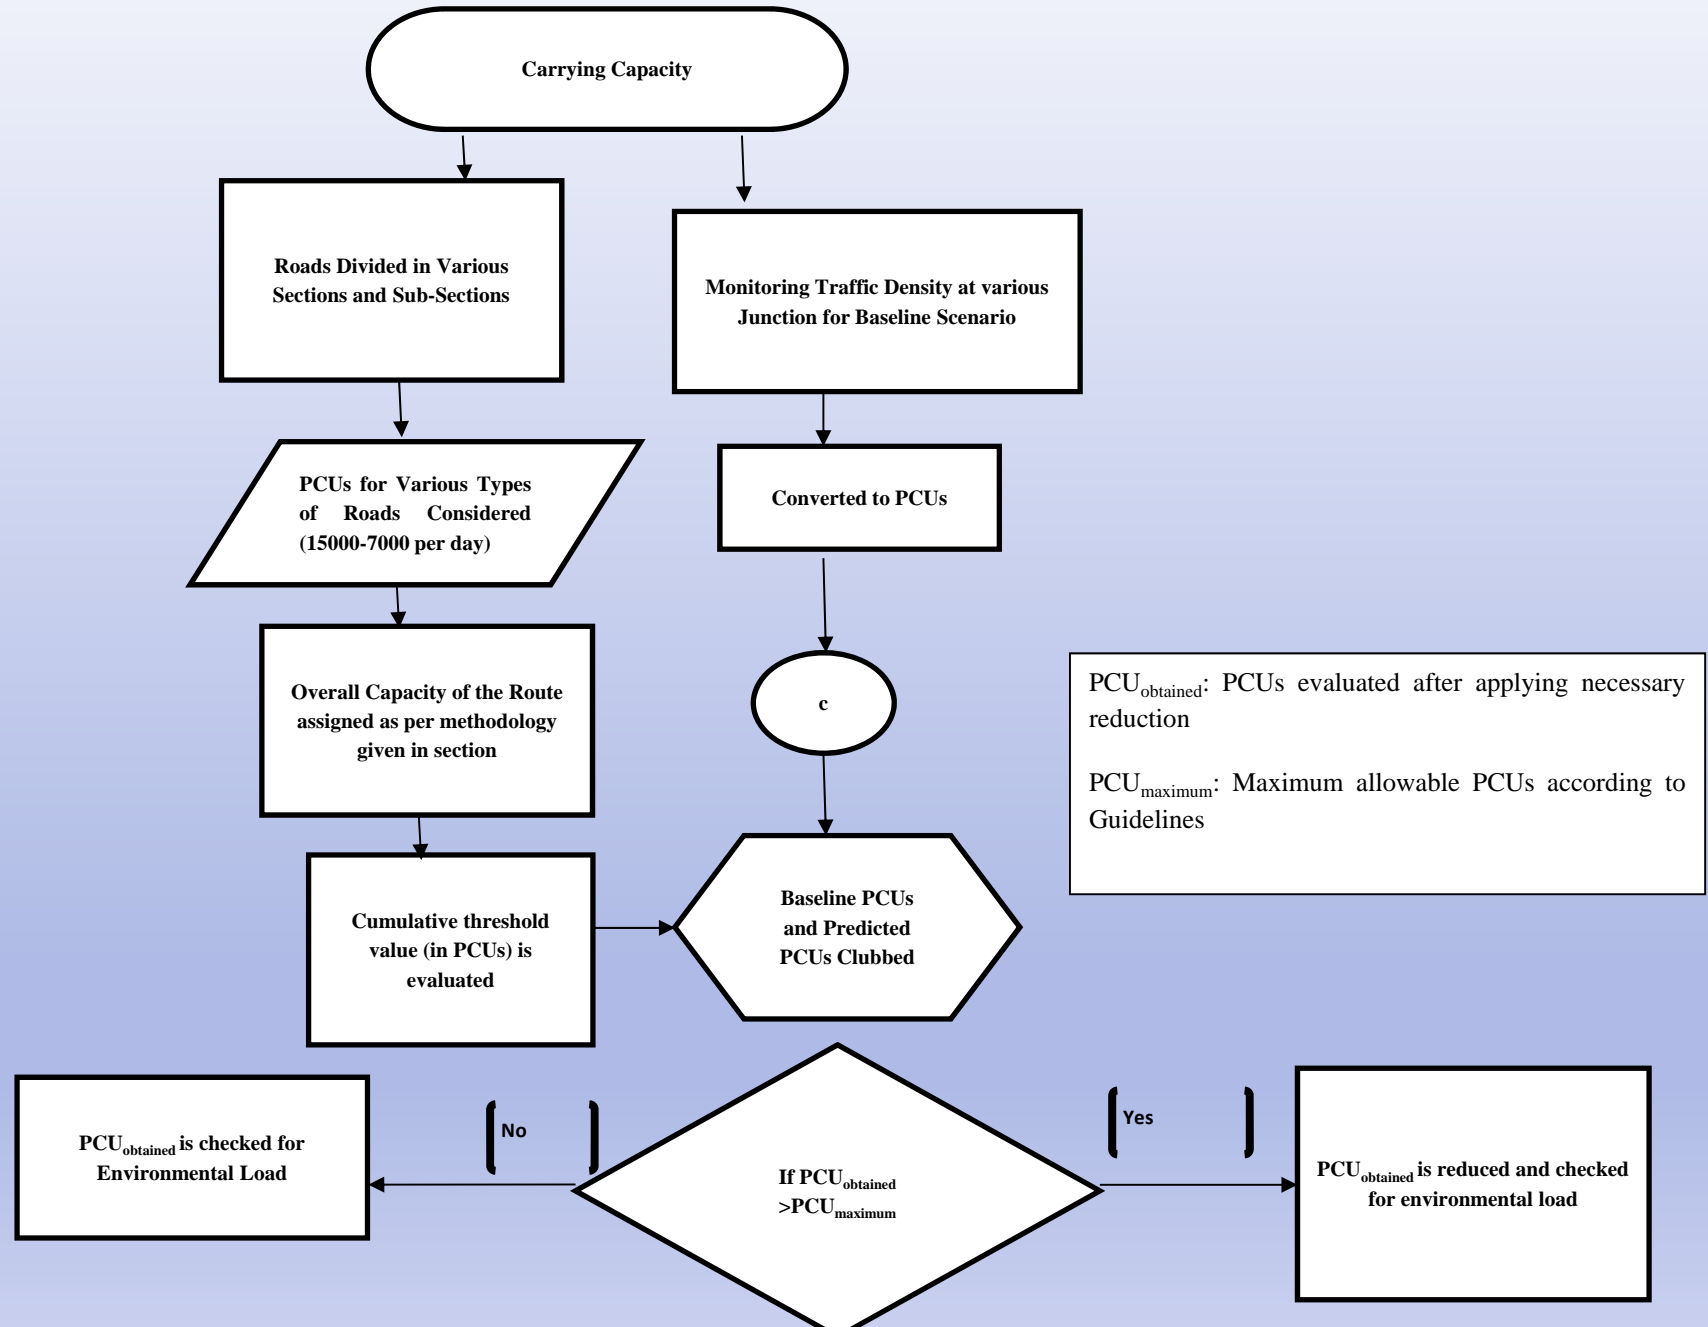 Carrying Capacity
Roads Divided in Various
Sections and Sub-Sections
Monitoring Traffic Density at various
Junction for Baseline Scenario
PCUs for Various Types
of Roads Considered
(15000-7000 per day)
Converted to PCUs
Overall Capacity of the Route
assigned as per methodology
given in section
c
PCUobtained: PCUs evaluated after applying necessary
reduction
PCUmaximum: Maximum allowable PCUs according to
Guidelines
Cumulative threshold
value (in PCUs) is
evaluated
Baseline PCUs
and Predicted
PCUs Clubbed
No
Yes
PCUobtained is checked for
Environmental Load
If PCUobtained
>PCUmaximum
PCUobtained is reduced and checked
for environmental load